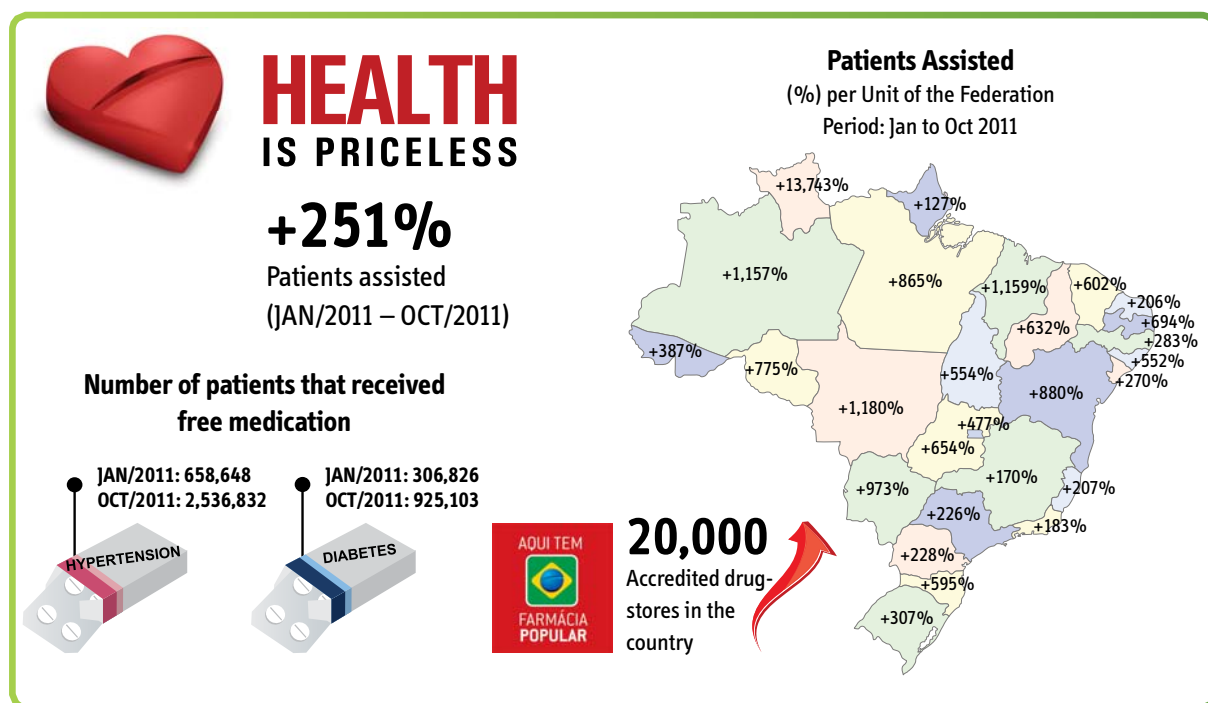 HEALTH
IS PRICELESS
+251%
Patients assisted
(JAN/2011 – OCT/2011)
Number of patients that received
free medication
JAN/2011: 658,648
OCT/2011: 2,536,832
HYPERTENSION
JAN/2011: 306,826
OCT/2011: 925,103
DIABETES
AQUI TEM
FARMÁCIA
POPULAR
20,000
Accredited drug-
stores in the
country
Patients Assisted
(%) per Unit of the Federation
Period: Jan to Oct 2011
+13,743%
+127%
+1,157%
+865%
+1,159%
+602%
+206%
+632%
+694%
+283%
+387%
+775%
+554%
+552%
+270%
+880%
+1,180%
+477%
+654%
+170%
+973%
+207%
+226%
+183%
+228%
+595%
+307%